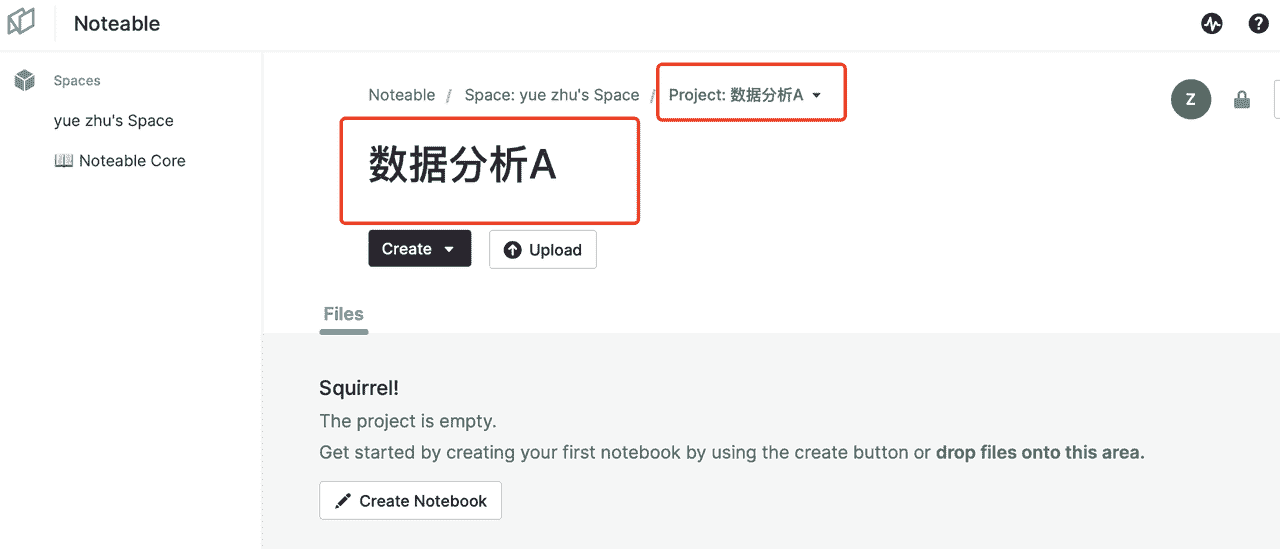 Noteable
Spaces
yue zhu's Space
📖 Noteable Core
Noteable / Space: yue zhu's Space / Project: 数据分析A
Z
数据分析A
Create
Upload
Files
Squirrel!
The project is empty.
Get started by creating your first notebook by using the create button or drop files onto this area.
Create Notebook